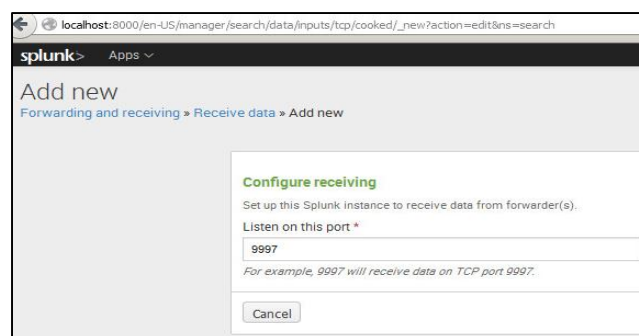 localhost:8000/en-US/manager/search/data/inputs/tcp/cooked/_new?action=edit&ns=search
splunk> Apps
Add new
Forwarding and receiving » Receive data » Add new
Configure receiving
Set up this Splunk instance to receive data from forwarder(s).
Listen on this port *
9997
For example, 9997 will receive data on TCP port 9997.
Cancel